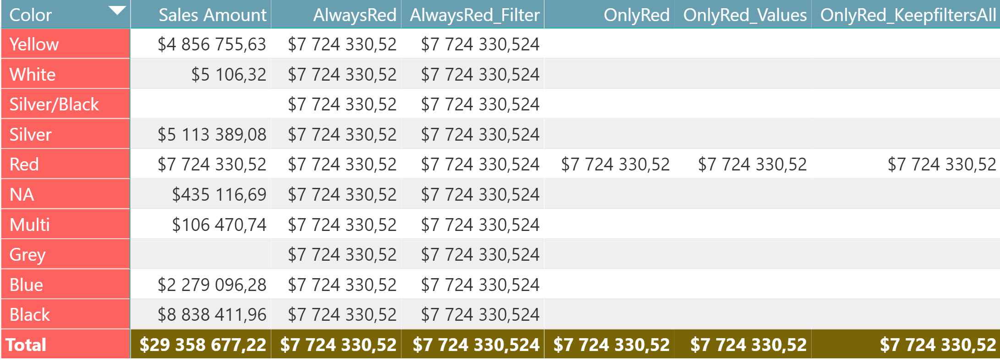 Color Sales Amount AlwaysRed AlwaysRed_Filter OnlyRed OnlyRed_Values OnlyRed_KeepfiltersAll
Yellow $4 856 755,63 $7 724 330,52 $7 724 330,524
White $5 106,32 $7 724 330,52 $7 724 330,524
Silver/Black $7 724 330,52 $7 724 330,524
Silver $5 113 389,08 $7 724 330,52 $7 724 330,524
Red $7 724 330,52 $7 724 330,52 $7 724 330,524 $7 724 330,52 $7 724 330,52 $7 724 330,52
NA $435 116,69 $7 724 330,52 $7 724 330,524
Multi $106 470,74 $7 724 330,52 $7 724 330,524
Grey $7 724 330,52 $7 724 330,524
Blue $2 279 096,28 $7 724 330,52 $7 724 330,524
Black $8 838 411,96 $7 724 330,52 $7 724 330,524
Total $29 358 677,22 $7 724 330,52 $7 724 330,524 $7 724 330,52 $7 724 330,52 $7 724 330,52